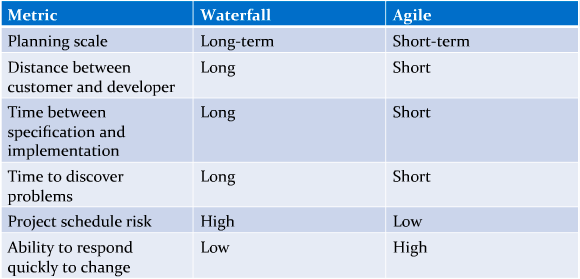 Metric Waterfall Agile
Planning scale Long-term Short-term
Distance between Long Short
customer and developer
Time between Long Short
specification and
implementation
Time to discover Long Short
problems
Project schedule risk High Low
Ability to respond Low High
quickly to change